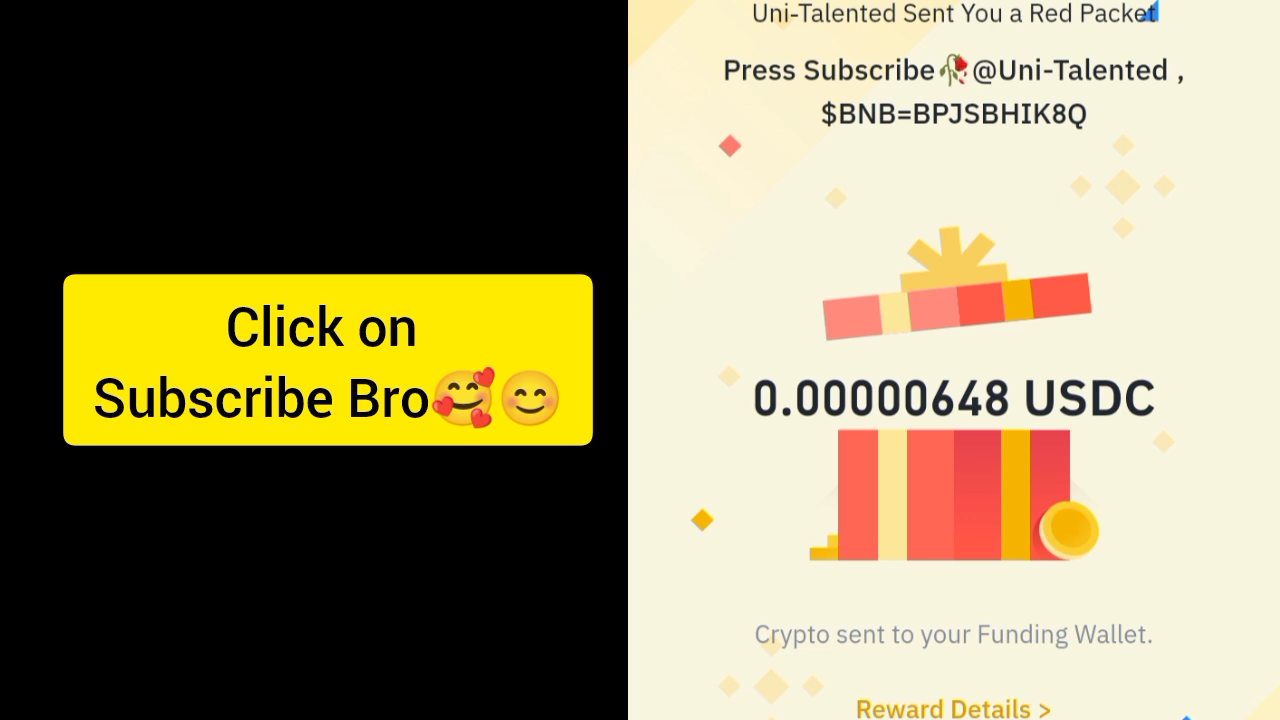 Click on
Subscribe Bro🥰😊
Uni-Talented Sent You a Red Packet
Press Subscribe🥀@Uni-Talented ,
$BNB=BPJSBHIK8Q
0.00000648 USDC
Crypto sent to your Funding Wallet.
Reward Details >